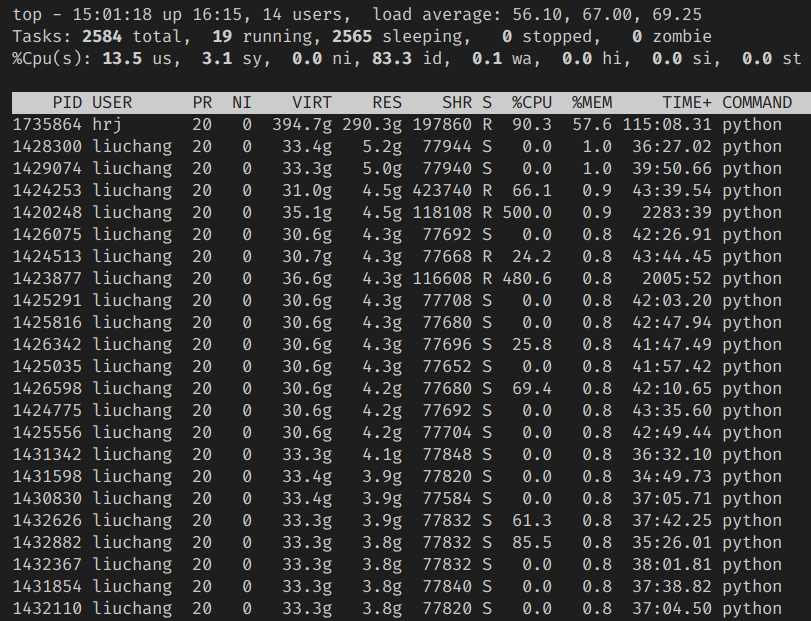 top - 15:01:18 up 16:15, 14 users,  load average: 56.10, 67.00, 69.25
Tasks: 2584 total,  19 running, 2565 sleeping,   0 stopped,   0 zombie
%Cpu(s): 13.5 us,  3.1 sy,  0.0 ni, 83.3 id,  0.1 wa,  0.0 hi,  0.0 si,  0.0 st
    PID USER      PR  NI    VIRT    RES    SHR S  %CPU  %MEM     TIME+ COMMAND
1735864 hrj       20   0  394.7g 290.3g 197860 R  90.3  57.6 115:08.31 python
1428300 liuchang  20   0   33.4g   5.2g  77944 S   0.0   1.0  36:27.02 python
1429074 liuchang  20   0   33.3g   5.0g  77940 S   0.0   1.0  39:50.66 python
1424253 liuchang  20   0   31.0g   4.5g 423740 R  66.1   0.9  43:39.54 python
1420248 liuchang  20   0   35.1g   4.5g 118108 R 500.0   0.9   2283:39 python
1426075 liuchang  20   0   30.6g   4.3g  77692 S   0.0   0.8  42:26.91 python
1424513 liuchang  20   0   30.7g   4.3g  77668 R  24.2   0.8  43:44.45 python
1423877 liuchang  20   0   36.6g   4.3g 116608 R 480.6   0.8   2005:52 python
1425291 liuchang  20   0   30.6g   4.3g  77708 S   0.0   0.8  42:03.20 python
1425816 liuchang  20   0   30.6g   4.3g  77680 S   0.0   0.8  42:47.94 python
1426342 liuchang  20   0   30.6g   4.3g  77696 S  25.8   0.8  41:47.49 python
1425035 liuchang  20   0   30.6g   4.3g  77652 S   0.0   0.8  41:57.42 python
1426598 liuchang  20   0   30.6g   4.2g  77680 S  69.4   0.8  42:10.65 python
1424775 liuchang  20   0   30.6g   4.2g  77692 S   0.0   0.8  43:35.60 python
1425556 liuchang  20   0   30.6g   4.2g  77704 S   0.0   0.8  42:49.44 python
1431342 liuchang  20   0   33.3g   4.1g  77848 S   0.0   0.8  36:32.10 python
1431598 liuchang  20   0   33.4g   3.9g  77820 S   0.0   0.8  34:49.73 python
1430830 liuchang  20   0   33.4g   3.9g  77584 S   0.0   0.8  37:05.71 python
1432626 liuchang  20   0   33.3g   3.9g  77832 S  61.3   0.8  37:42.25 python
1432882 liuchang  20   0   33.3g   3.8g  77832 S  85.5   0.8  35:26.01 python
1432367 liuchang  20   0   33.3g   3.8g  77832 S   0.0   0.8  38:01.81 python
1431854 liuchang  20   0   33.3g   3.8g  77840 S   0.0   0.8  37:38.82 python
1432110 liuchang  20   0   33.3g   3.8g  77820 S   0.0   0.8  37:04.50 python